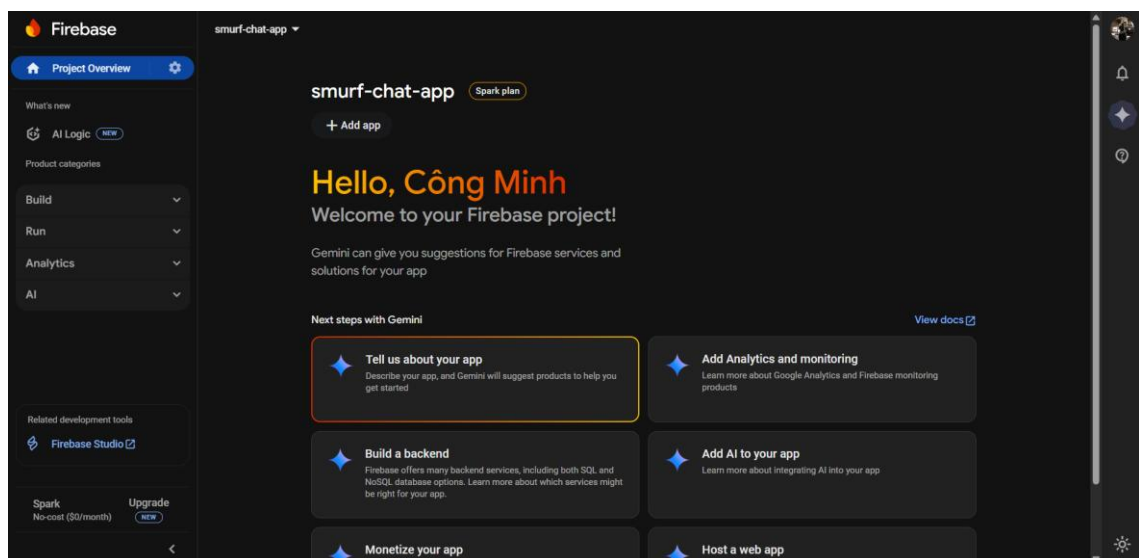 Firebase
smurf-chat-app
Project Overview
What's new
AI Logic NEW
Product categories
Build
Run
Analytics
AI
Related development tools
Firebase Studio
Spark
No-cost ($0/month)
Upgrade
NEW
smurf-chat-app Spark plan
+ Add app
Hello, Công Minh
Welcome to your Firebase project!
Gemini can give you suggestions for Firebase services and
solutions for your app
Next steps with Gemini
View docs
Tell us about your app
Describe your app, and Gemini will suggest products to help you
get started
Add Analytics and monitoring
Learn more about Google Analytics and Firebase monitoring
products
Build a backend
Firebase offers many backend services, including both SQL and
NoSQL database options. Learn more about which services might
be right for your app.
Add AI to your app
Learn more about integrating AI into your app
Monetize your app
Host a web app